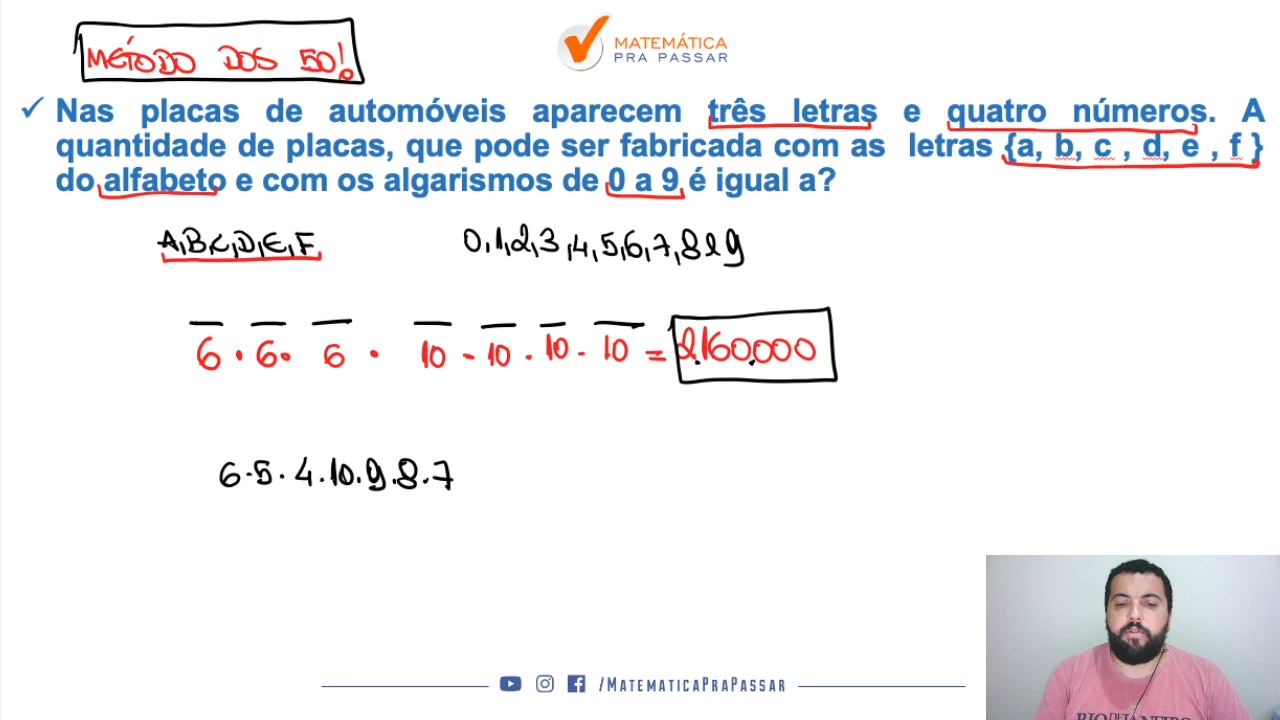 MÉTODO DOS 50!
MATEMÁTICA
PRA PASSAR
✓ Nas placas de automóveis aparecem três letras e quatro números. A
quantidade de placas, que pode ser fabricada com as letras {a, b, c , d, e , f }
do alfabeto e com os algarismos de 0 a 9 é igual a?
A,B,C,D,E,F 0,1,2,3,4,5,6,7,8 e 9
6 . 6 . 6 . 10 . 10 . 10 . 10 = 2.160.000
6.5.4.10.9.8.7
/MATEMATICAPRAPASSAR
RIO DE JANEIRO